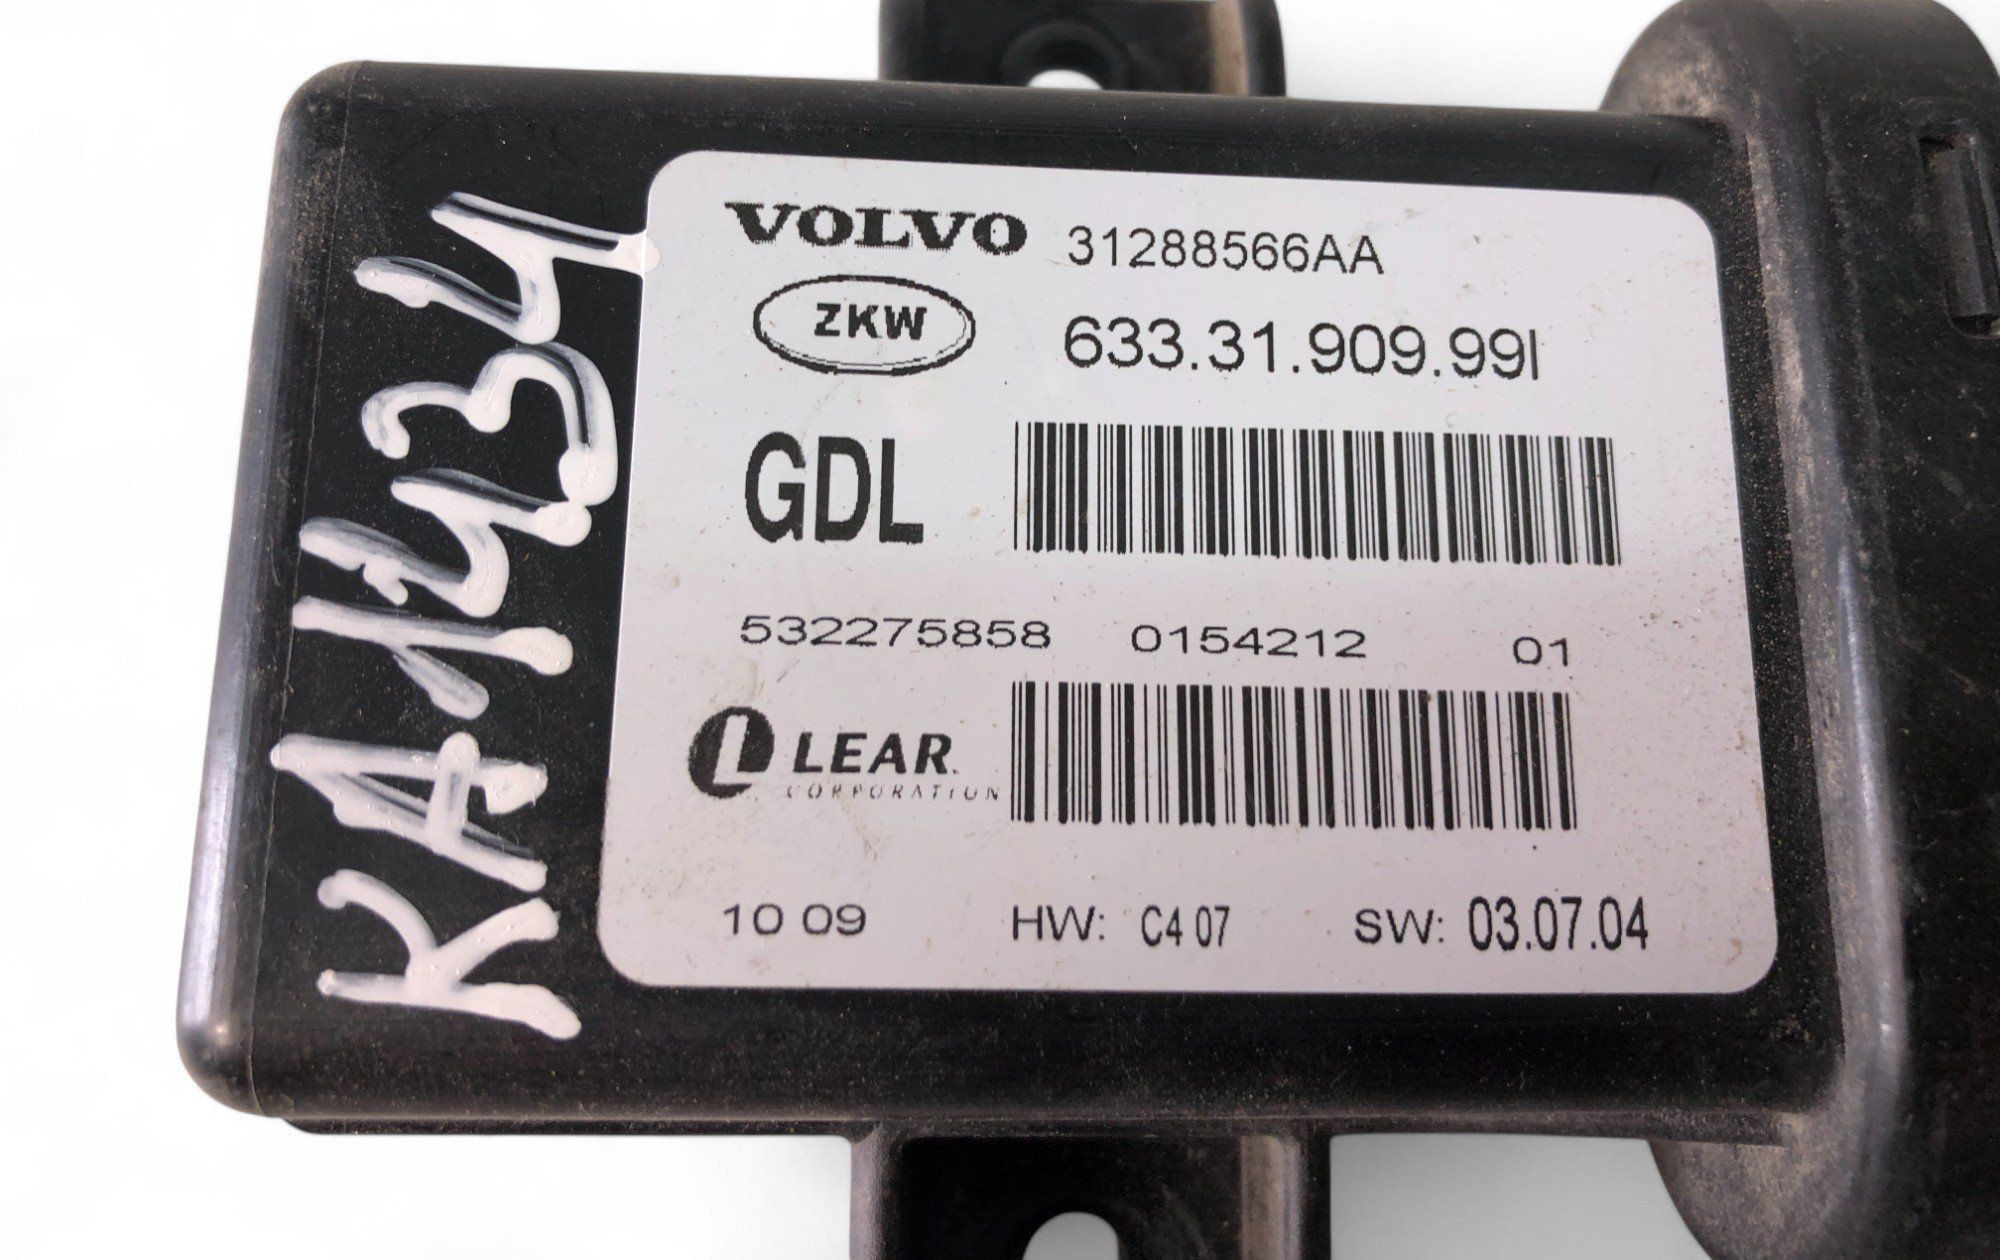 KA1434
VOLVO 31288566AA
ZKW 633.31.909.99I
GDL
532275858 0154212 01
LEAR
CORPORATION
10 09 HW: C4 07 SW: 03.07.04